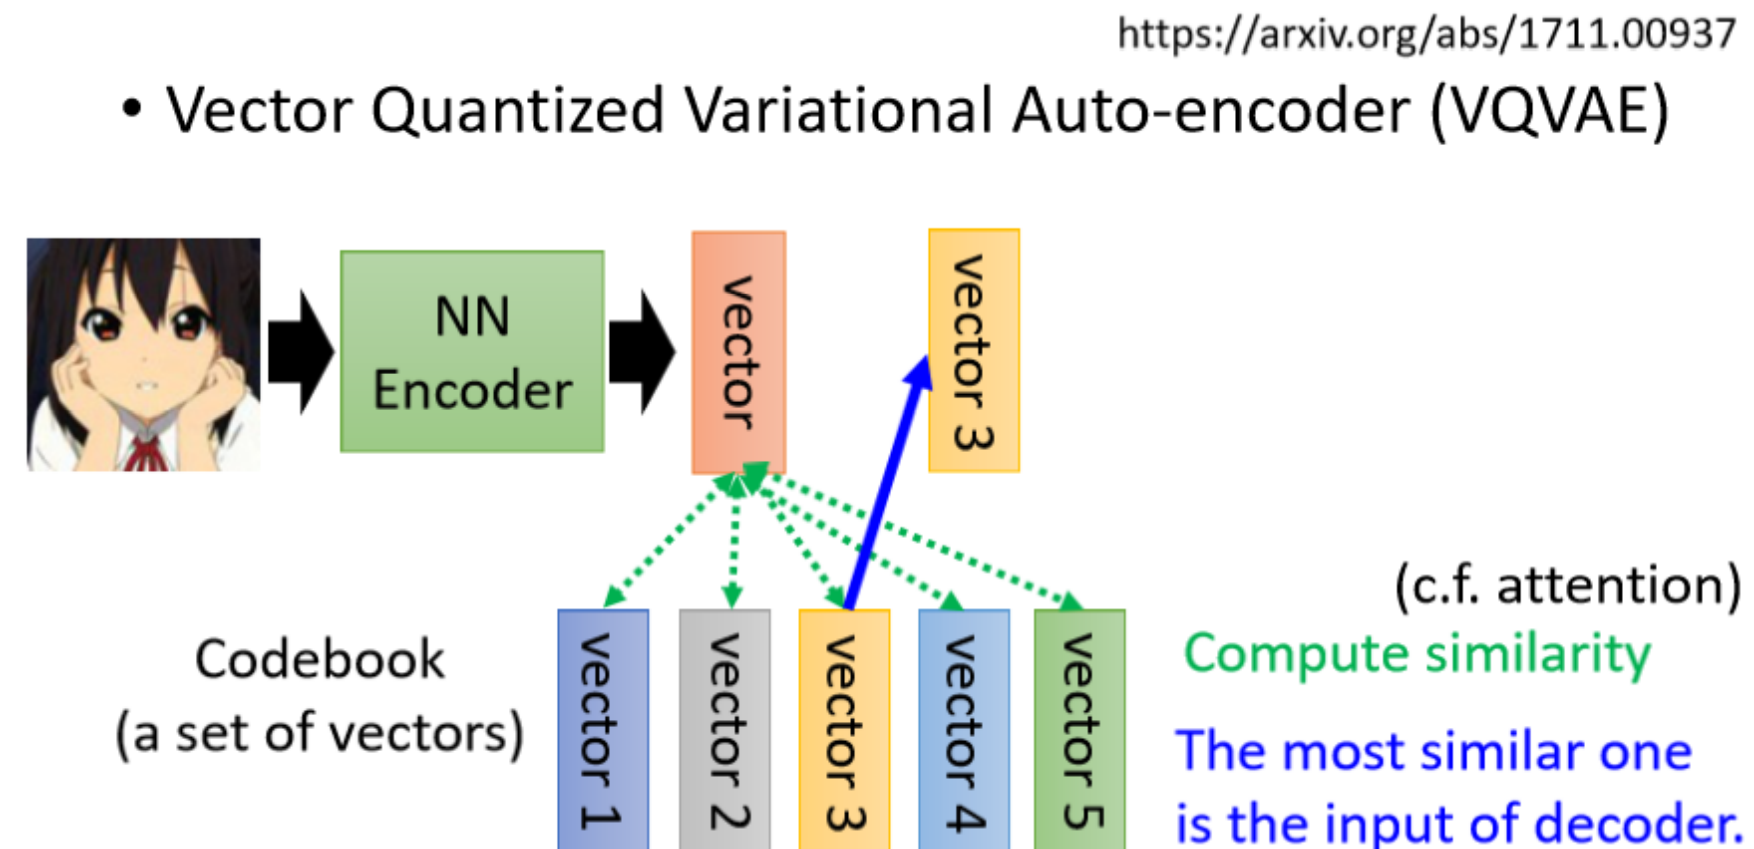 https://arxiv.org/abs/1711.00937
• Vector Quantized Variational Auto-encoder (VQVAE)
NN
Encoder
vector
vector 3
(c.f. attention)
Compute similarity
Codebook
(a set of vectors)
vector 1
vector 2
vector 3
vector 4
vector 5
The most similar one
is the input of decoder.